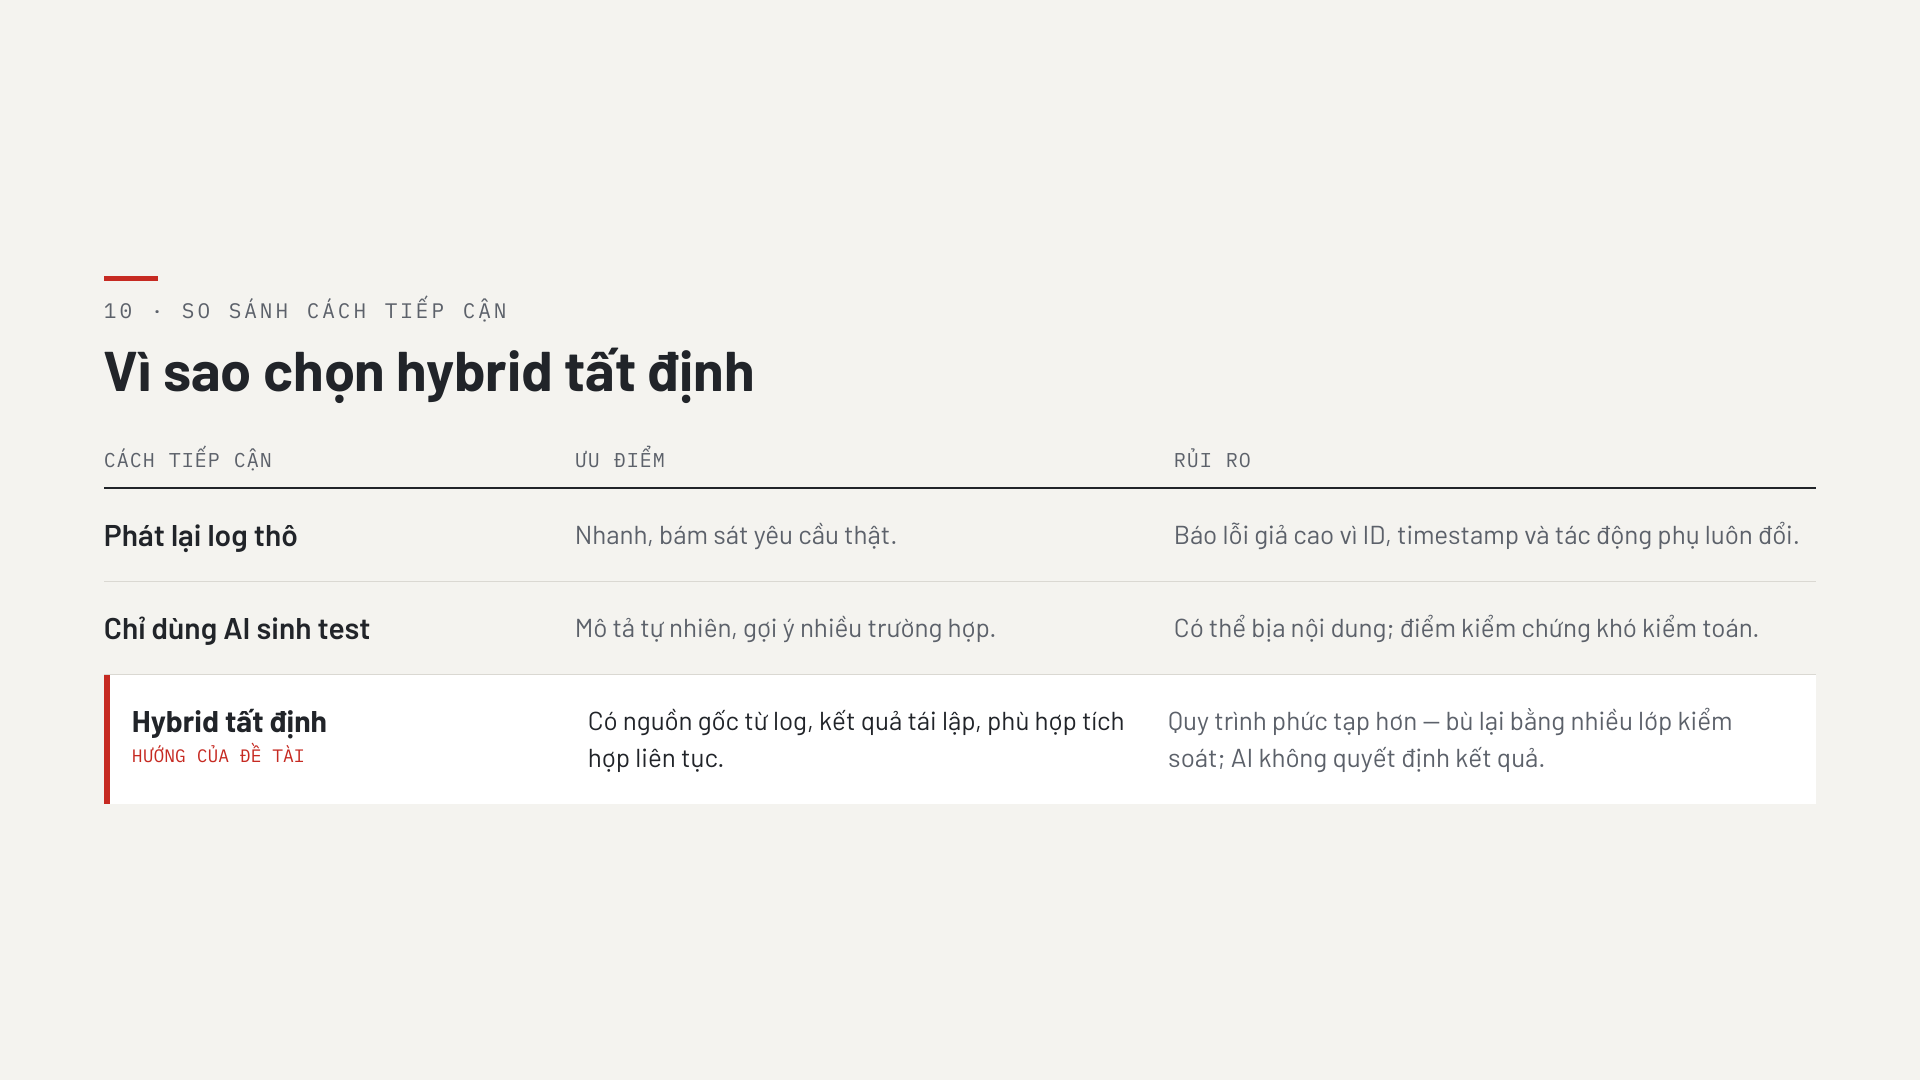 10 · SO SÁNH CÁCH TIẾP CẬN
Vì sao chọn hybrid tất định
CÁCH TIẾP CẬN ƯU ĐIỂM RỦI RO
Phát lại log thô Nhanh, bám sát yêu cầu thật. Báo lỗi giả cao vì ID, timestamp và tác động phụ luôn đổi.
Chỉ dùng AI sinh test Mô tả tự nhiên, gợi ý nhiều trường hợp. Có thể bịa nội dung; điểm kiểm chứng khó kiểm toán.
Hybrid tất định
HƯỚNG CỦA ĐỀ TÀI
Có nguồn gốc từ log, kết quả tái lập, phù hợp tích
hợp liên tục.
Quy trình phức tạp hơn — bù lại bằng nhiều lớp kiểm
soát; AI không quyết định kết quả.